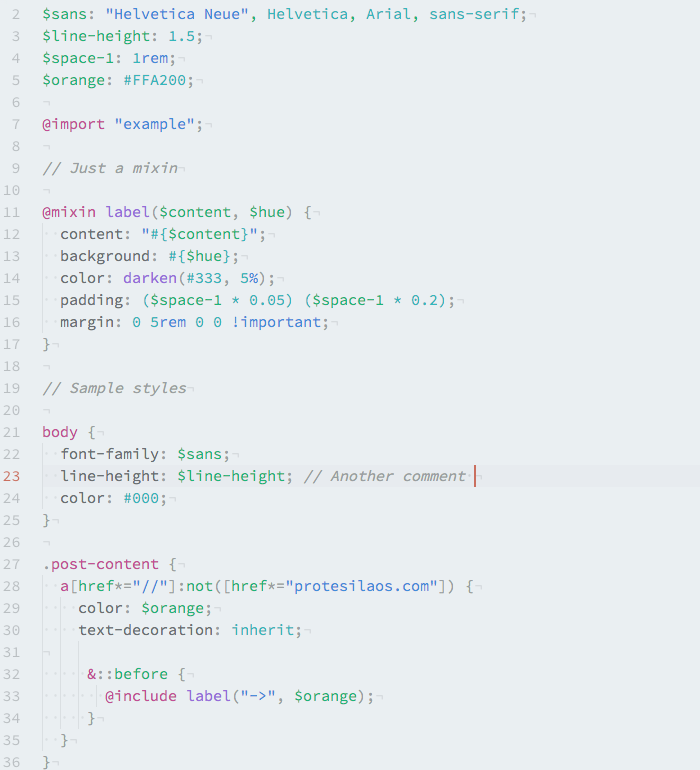 2 $sans: "Helvetica Neue", Helvetica, Arial, sans-serif;¬
3 $line-height: 1.5;¬
4 $space-1: 1rem;¬
5 $orange: #FFA200;¬
6 ¬
7 @import "example";¬
8 ¬
9 // Just a mixin¬
10 ¬
11 @mixin label($content, $hue) {¬
12 ··content: "#{$content}";¬
13 ··background: #{$hue};¬
14 ··color: darken(#333, 5%);¬
15 ··padding: ($space-1 * 0.05) ($space-1 * 0.2);¬
16 ··margin: 0 5rem 0 0 !important;¬
17 }¬
18 ¬
19 // Sample styles¬
20 ¬
21 body {¬
22 ··font-family: $sans;¬
23 ··line-height: $line-height; // Another comment·¬
24 ··color: #000;¬
25 }¬
26 ¬
27 .post-content {¬
28 ··a[href*="//"]:not([href*="protesilaos.com"]) {¬
29 ····color: $orange;¬
30 ····text-decoration: inherit;¬
31 ¬
32 ·····&::before {¬
33 ·······@include label("->", $orange);¬
34 ·····}¬
35 ··}¬
36 }¬